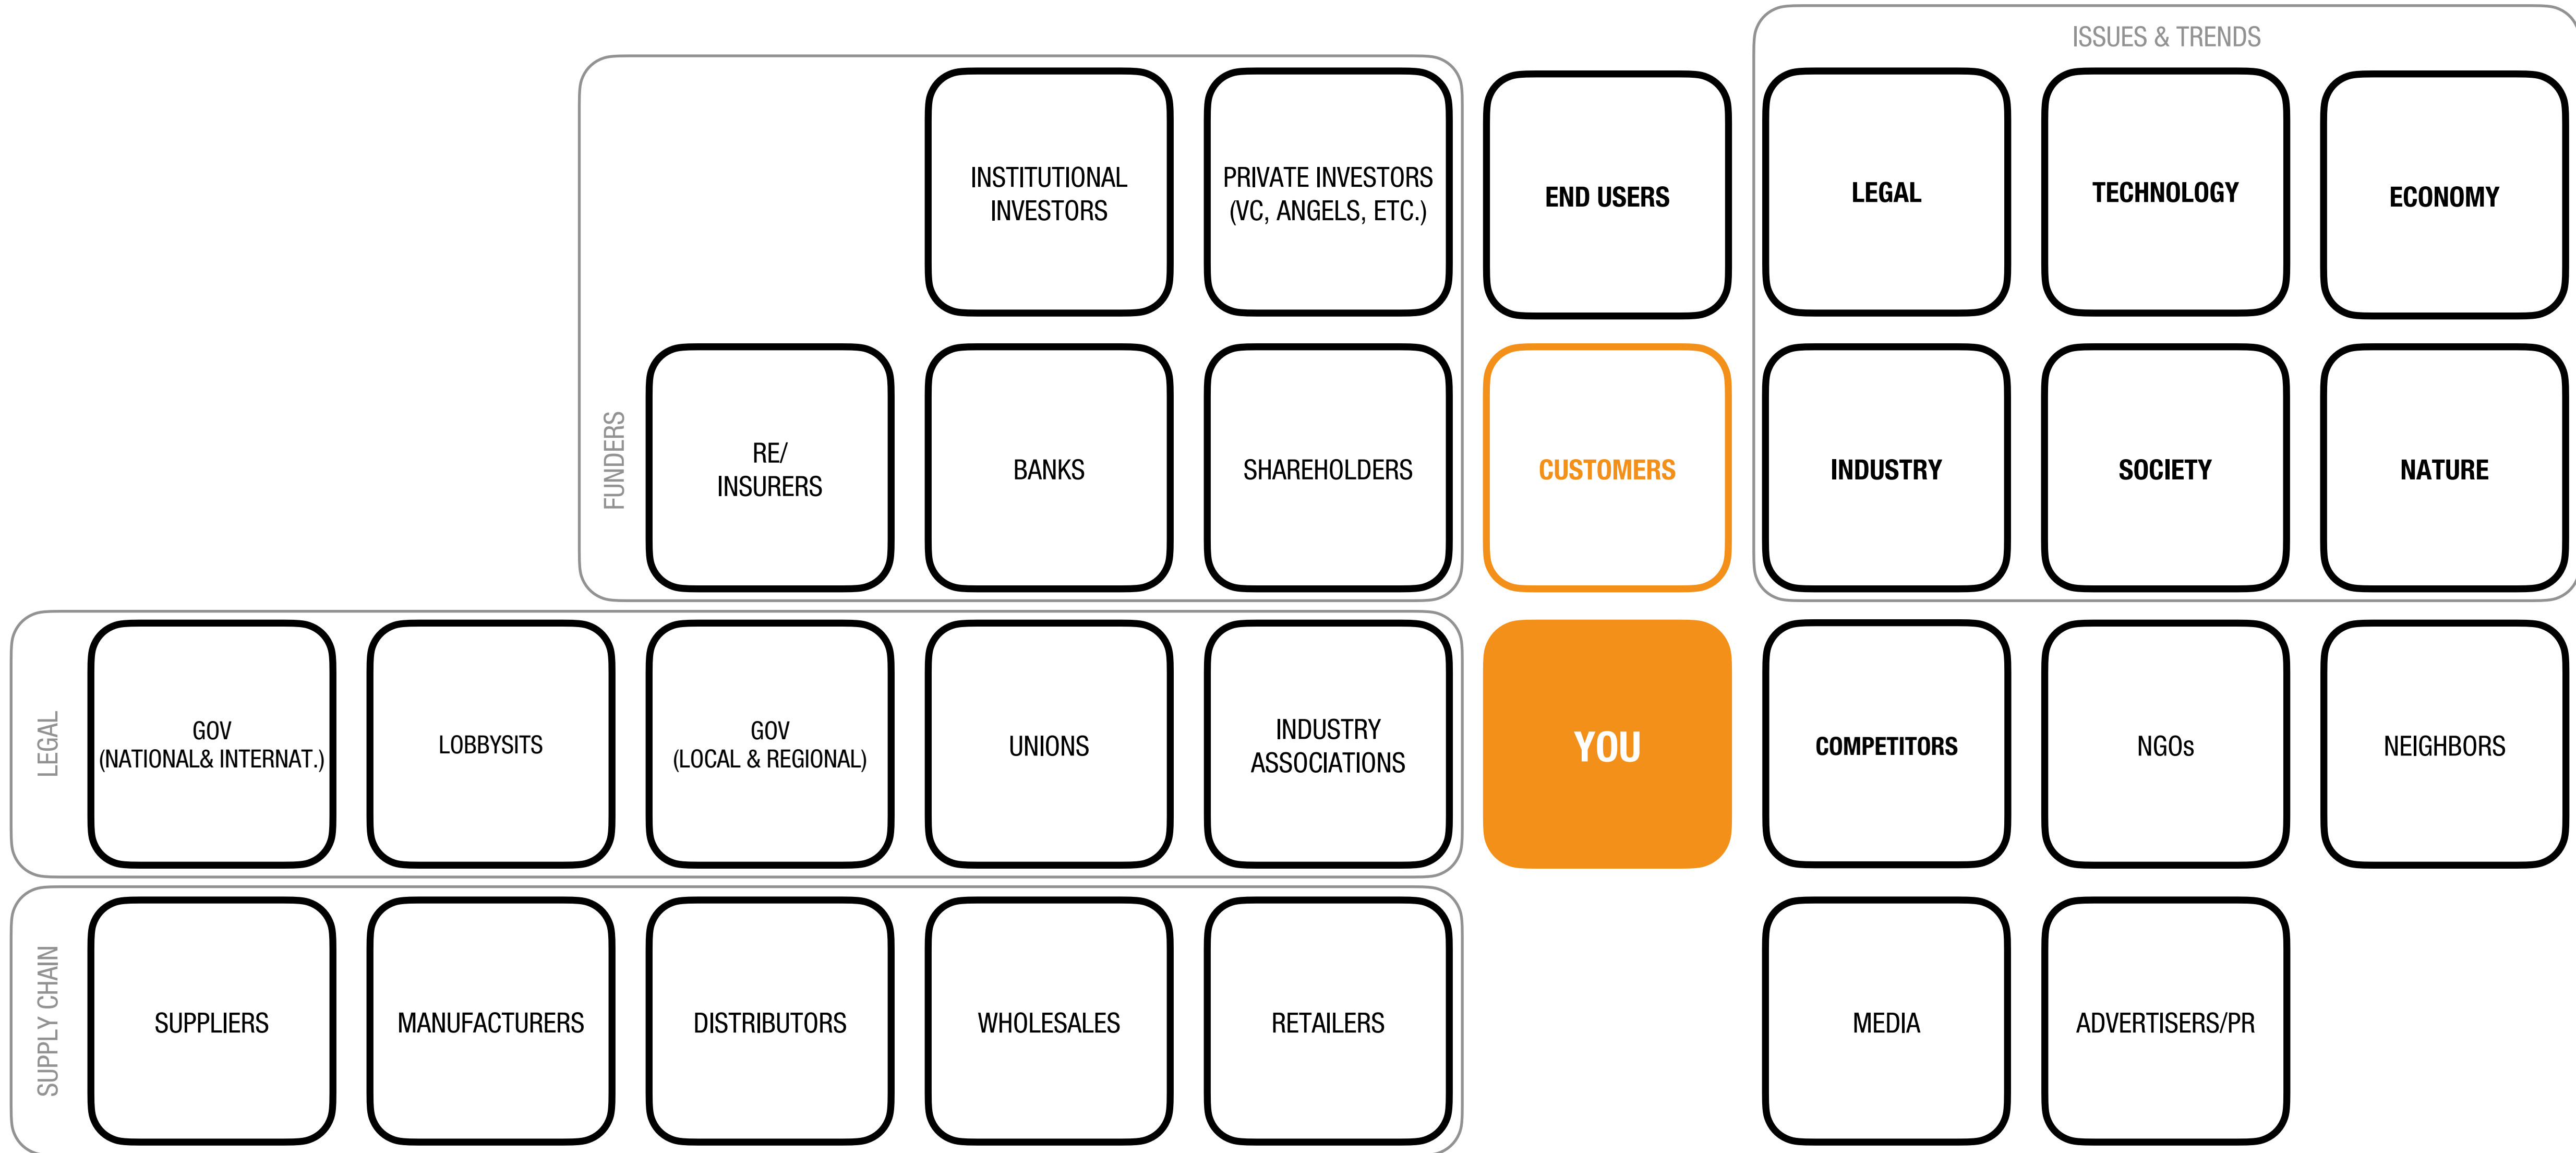 ISSUES & TRENDS
FUNDERS
INSTITUTIONAL
INVESTORS
PRIVATE INVESTORS
(VC, ANGELS, ETC.)
END USERS
LEGAL
TECHNOLOGY
ECONOMY
RE/
INSURERS
BANKS
SHAREHOLDERS
CUSTOMERS
INDUSTRY
SOCIETY
NATURE
LEGAL
GOV
(NATIONAL& INTERNAT.)
LOBBYSITS
GOV
(LOCAL & REGIONAL)
UNIONS
INDUSTRY
ASSOCIATIONS
YOU
COMPETITORS
NGOs
NEIGHBORS
SUPPLY CHAIN
SUPPLIERS
MANUFACTURERS
DISTRIBUTORS
WHOLESALES
RETAILERS
MEDIA
ADVERTISERS/PR